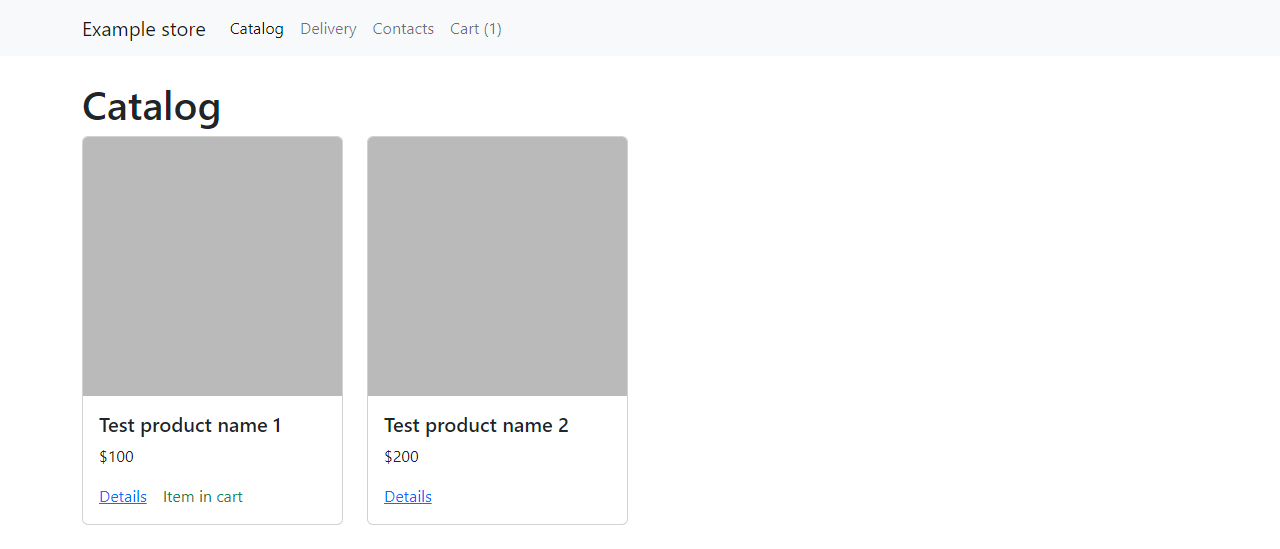 Example store Catalog Delivery Contacts Cart (1)
Catalog
Test product name 1
$100
Details Item in cart
Test product name 2
$200
Details